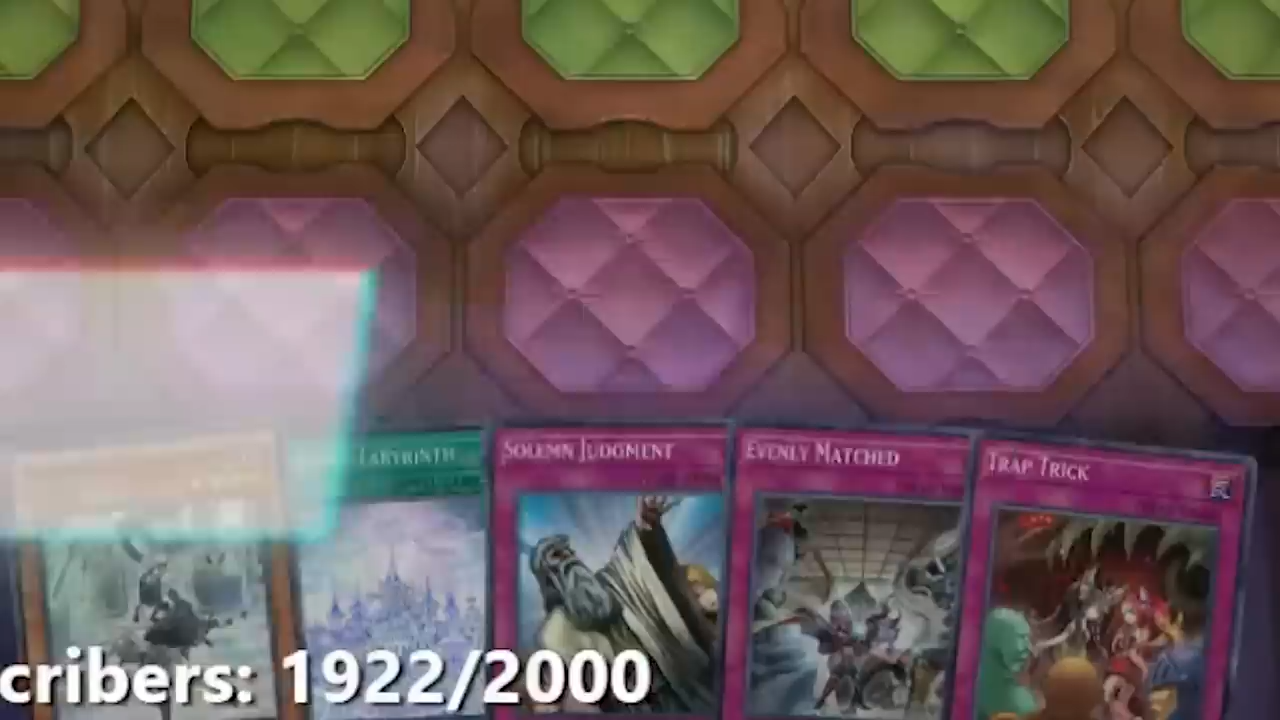 LABYRINTH
SOLEMN JUDGMENT
EVENLY MATCHED
TRAP TRICK
cribers: 1922/2000